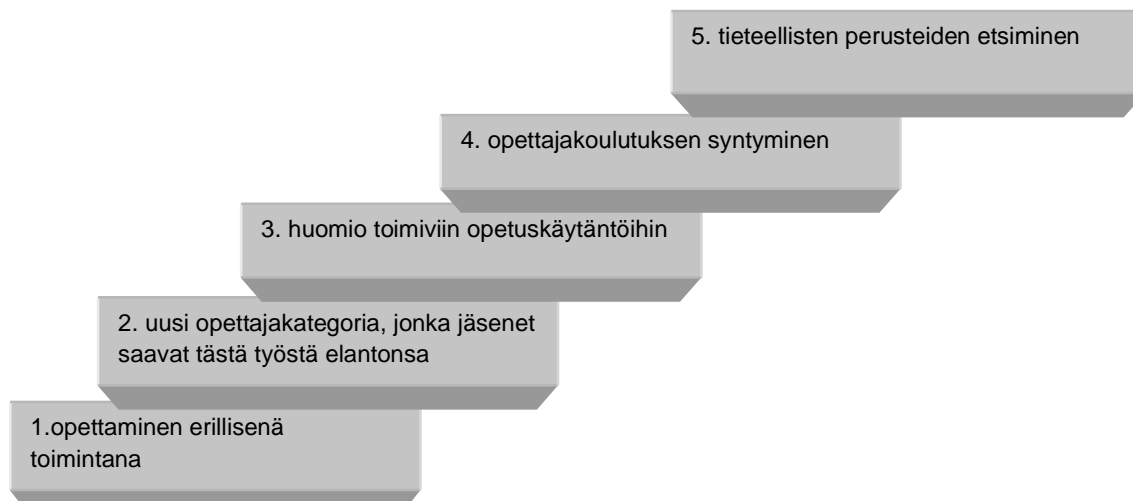 5. tieteellisten perusteiden etsiminen
4. opettajakoulutuksen syntyminen
3. huomio toimiviin opetuskäytäntöihin
2. uusi opettajakategoria, jonka jäsenet
saavat tästä työstä elantonsa
1.opettaminen erillisenä
toimintana